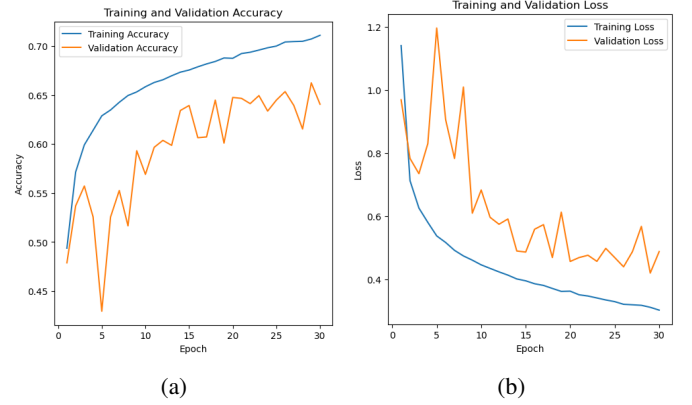 Training and Validation Accuracy
Training Accuracy
Validation Accuracy
0.70
0.65
0.60
0.55
0.50
0.45
Accuracy
0 5 10 15 20 25 30
Epoch
(a)
Training and Validation Loss
Training Loss
Validation Loss
1.2
1.0
0.8
0.6
0.4
Loss
0 5 10 15 20 25 30
Epoch
(b)